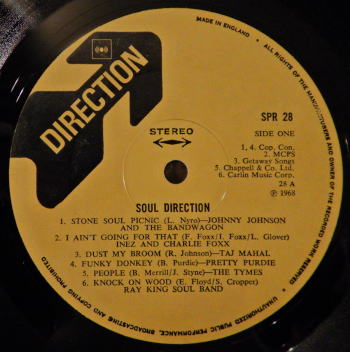 MADE IN ENGLAND • ALL RIGHTS OF THE MANUFACTURERS AND OWNER OF THE RECORDED WORK RESERVED • UNAUTHORIZED PUBLIC PERFORMANCE, BROADCASTING AND COPYING PROHIBITED
DIRECTION
SPR 28
STEREO
SIDE ONE
1, 4. Cop. Con.
2. MCPS
3. Getaway Songs
5. Chappell & Co. Ltd.
6. Carlin Music Corp.
28 A
℗ 1968
SOUL DIRECTION
1. STONE SOUL PICNIC (L. Nyro)—JOHNNY JOHNSON
AND THE BANDWAGON
2. I AIN'T GOING FOR THAT (F. Foxx/I. Foxx/L. Glover)
INEZ AND CHARLIE FOXX
3. DUST MY BROOM (R. Johnson)—TAJ MAHAL
4. FUNKY DONKEY (B. Purdie)—PRETTY PURDIE
5. PEOPLE (B. Merrill/J. Styne)—THE TYMES
6. KNOCK ON WOOD (E. Floyd/S. Cropper)
RAY KING SOUL BAND